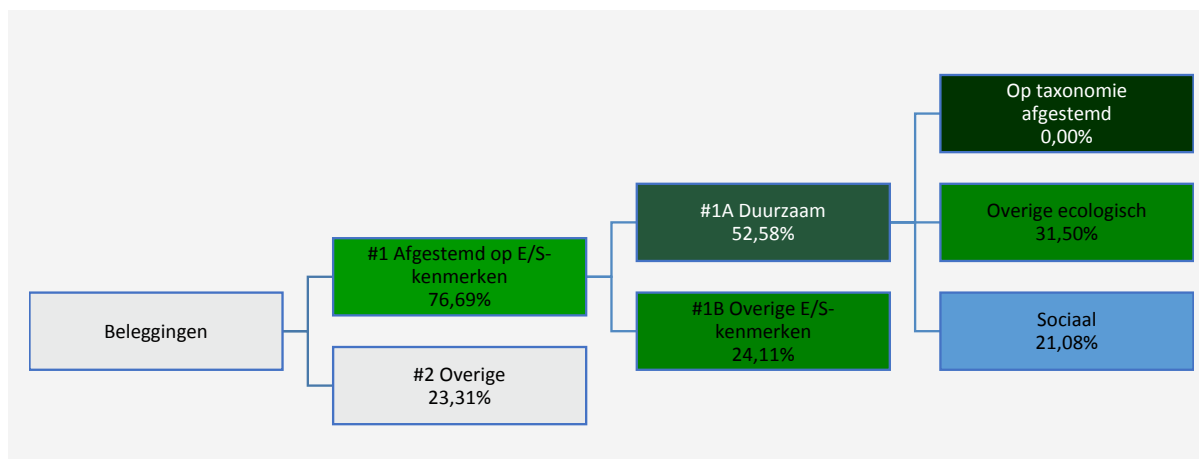 Beleggingen
#1 Afgestemd op E/S-
kenmerken
76,69%
#2 Overige
23,31%
#1A Duurzaam
52,58%
#1B Overige E/S-
kenmerken
24,11%
Op taxonomie
afgestemd
0,00%
Overige ecologisch
31,50%
Sociaal
21,08%